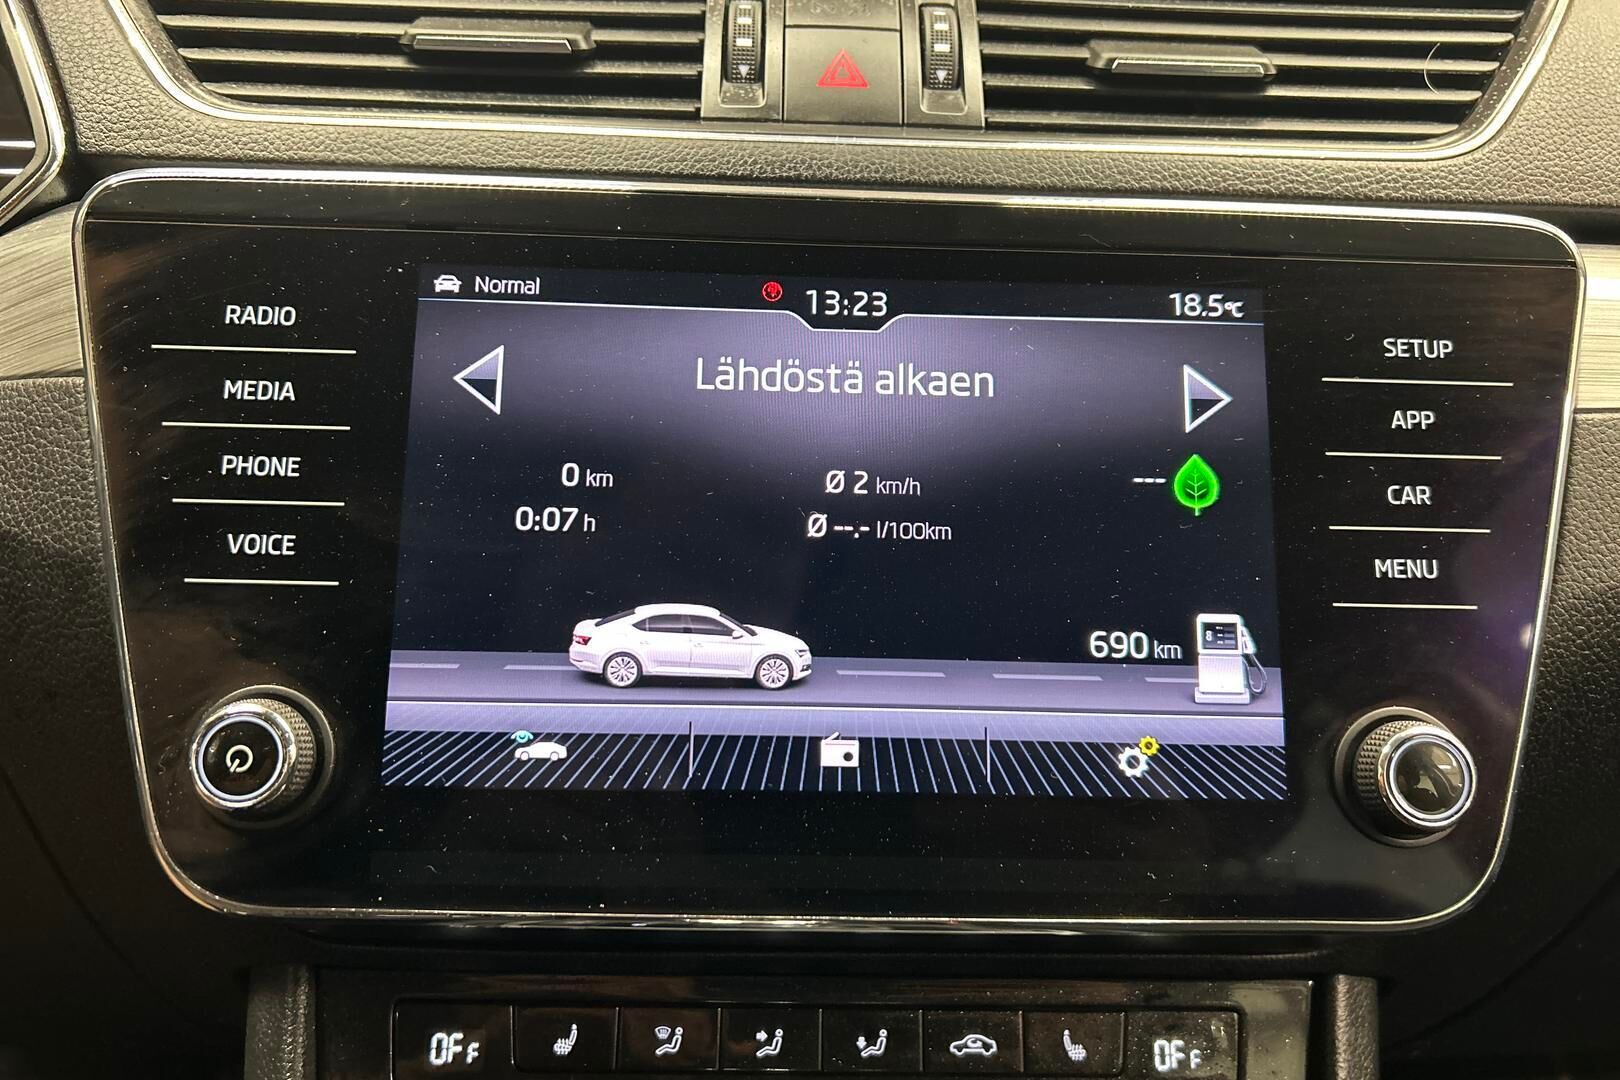 Normal
13:23
18.5°C
Lähdöstä alkaen
RADIO
MEDIA
PHONE
VOICE
SETUP
APP
CAR
MENU
0 km
Ø 2 km/h
---
0:07 h
Ø --.- l/100km
690 km
OFF
OFF